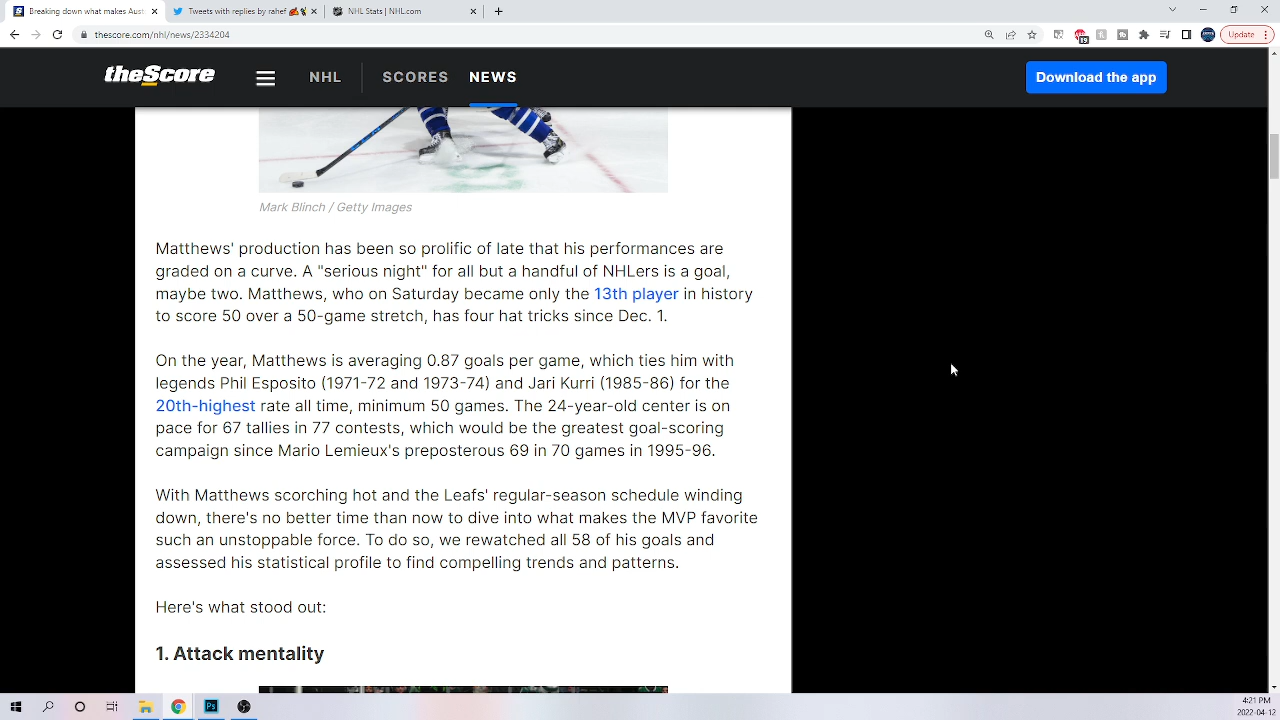 Breaking down what makes Aust
Tweets with replies by rahef
NHL Stats | NHL.com
thescore.com/nhl/news/2334204
19
Update
theScore
NHL
SCORES
NEWS
Download the app
Mark Blinch / Getty Images
Matthews' production has been so prolific of late that his performances are
graded on a curve. A "serious night" for all but a handful of NHLers is a goal,
maybe two. Matthews, who on Saturday became only the 13th player in history
to score 50 over a 50-game stretch, has four hat tricks since Dec. 1.
On the year, Matthews is averaging 0.87 goals per game, which ties him with
legends Phil Esposito (1971-72 and 1973-74) and Jari Kurri (1985-86) for the
20th-highest rate all time, minimum 50 games. The 24-year-old center is on
pace for 67 tallies in 77 contests, which would be the greatest goal-scoring
campaign since Mario Lemieux's preposterous 69 in 70 games in 1995-96.
With Matthews scorching hot and the Leafs' regular-season schedule winding
down, there's no better time than now to dive into what makes the MVP favorite
such an unstoppable force. To do so, we rewatched all 58 of his goals and
assessed his statistical profile to find compelling trends and patterns.
Here's what stood out:
1. Attack mentality
Ps
4:21 PM
2022-04-12